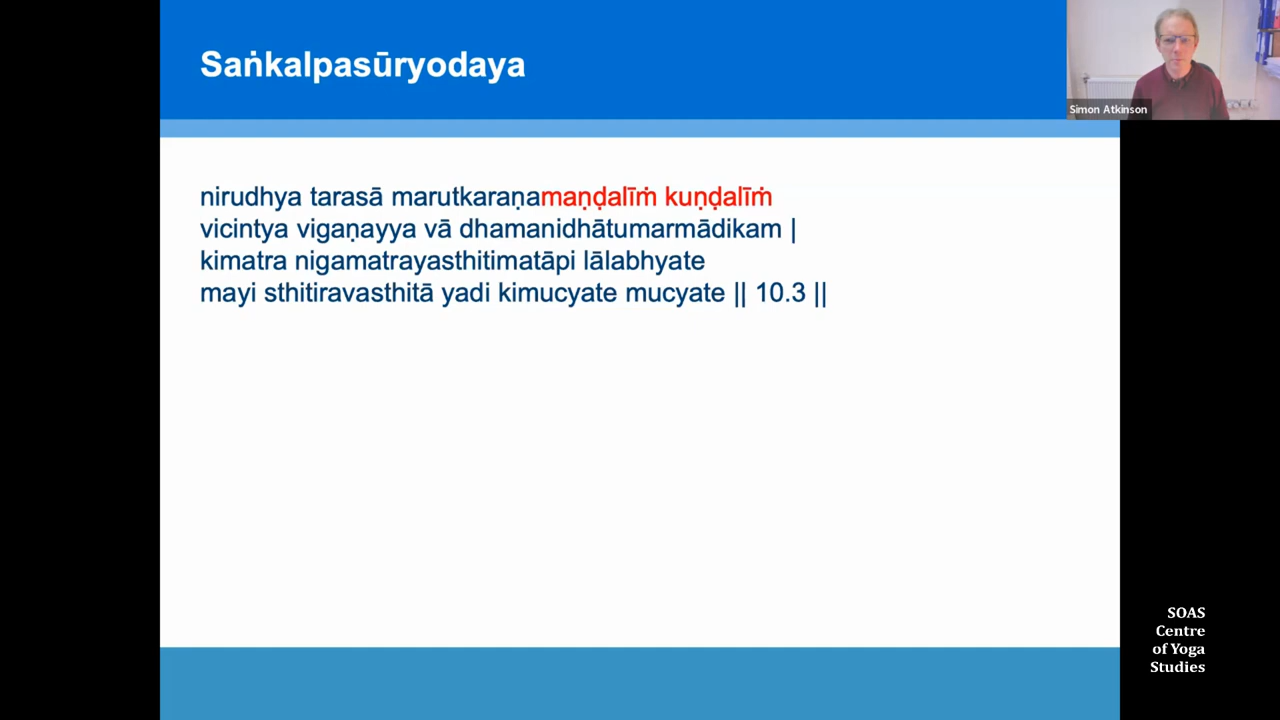 Saṅkalpasūryodaya
Simon Atkinson
nirudhya tarasā marutkaraṇamaṇḍalīṁ kuṇḍalīṁ
vicintya vigaṇayya vā dhamanidhātumarmādikam |
kimatra nigamatrayasthitimatāpi lālabhyate
mayi sthitiravasthitā yadi kimucyate mucyate || 10.3 ||
SOAS
Centre
of Yoga
Studies